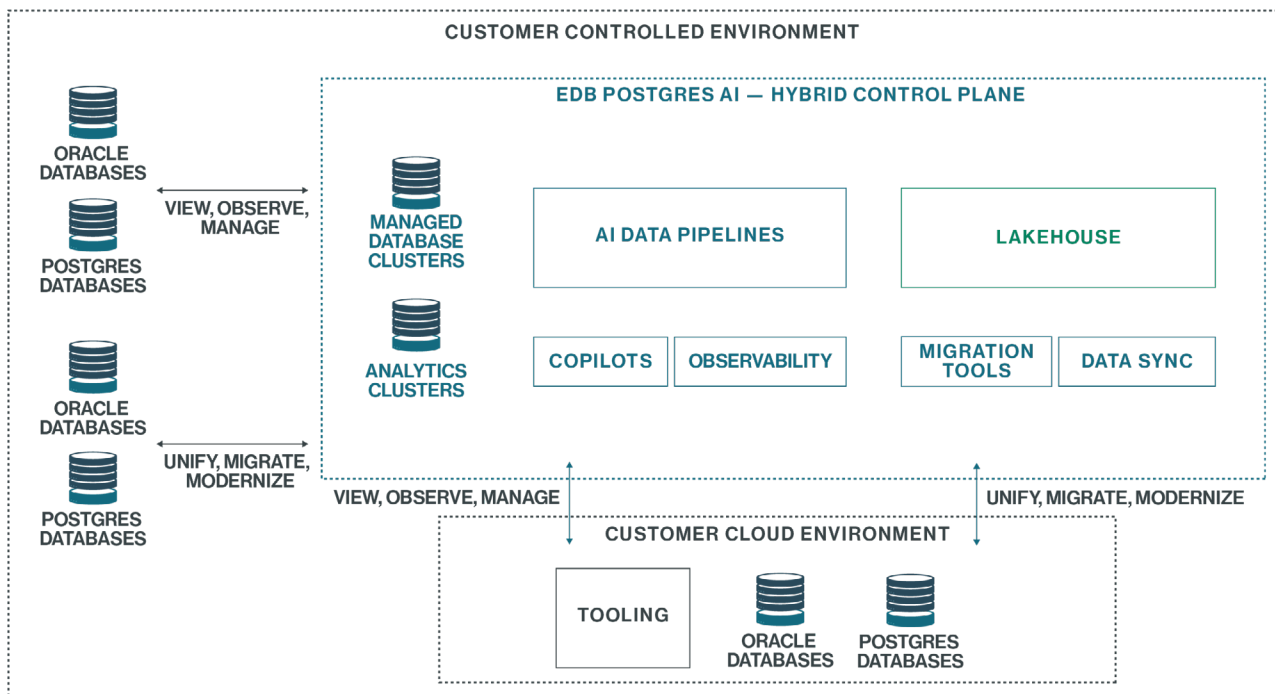 CUSTOMER CONTROLLED ENVIRONMENT
EDB POSTGRES AI — HYBRID CONTROL PLANE
ORACLE
DATABASES
VIEW, OBSERVE,
MANAGE
POSTGRES
DATABASES
ORACLE
DATABASES
UNIFY, MIGRATE,
MODERNIZE
POSTGRES
DATABASES
MANAGED
DATABASE
CLUSTERS
AI DATA PIPELINES
LAKEHOUSE
ANALYTICS
CLUSTERS
COPILOTS
OBSERVABILITY
MIGRATION
TOOLS
DATA SYNC
VIEW, OBSERVE, MANAGE
UNIFY, MIGRATE, MODERNIZE
CUSTOMER CLOUD ENVIRONMENT
TOOLING
ORACLE
DATABASES
POSTGRES
DATABASES